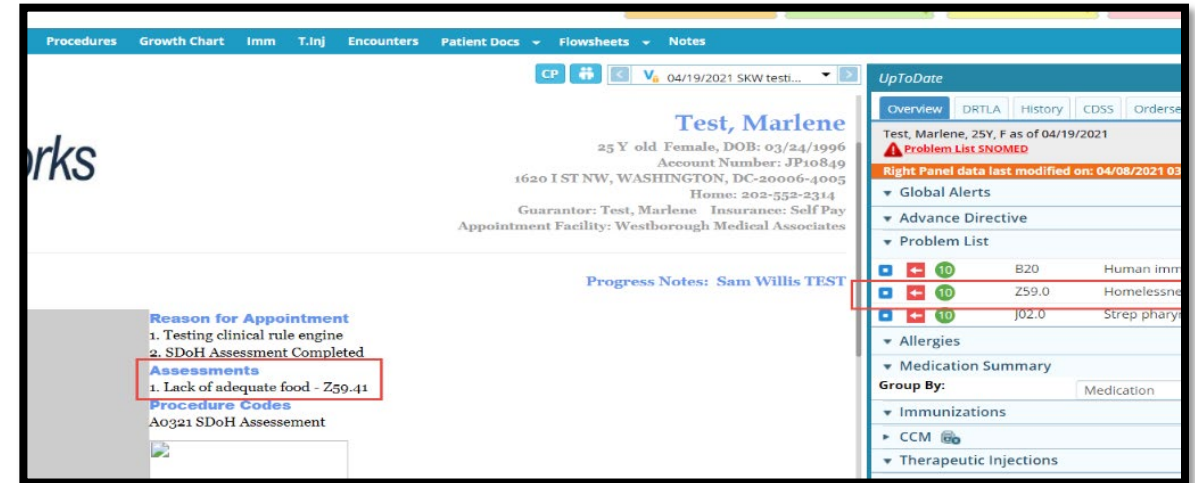 Procedures Growth Chart Imm T.Inj Encounters Patient Docs Flowsheets Notes
CP 04/19/2021 SKW testi...
orks
Test, Marlene
25 Y old Female, DOB: 03/24/1996
Account Number: JP10849
1620 I ST NW, WASHINGTON, DC-20006-4005
Home: 202-552-2314
Guarantor: Test, Marlene Insurance: Self Pay
Appointment Facility: Westborough Medical Associates
Progress Notes: Sam Willis TEST
Reason for Appointment
1. Testing clinical rule engine
2. SDoH Assessment Completed
Assessments
1. Lack of adequate food - Z59.41
Procedure Codes
A0321 SDoH Assessement
UpToDate
Overview DRTLA History CDSS Orderse
Test, Marlene, 25Y, F as of 04/19/2021
Problem List SNOMED
Right Panel data last modified on: 04/08/2021 03
Global Alerts
Advance Directive
Problem List
10 B20 Human imm
10 Z59.0 Homelessne
10 J02.0 Strep phary
Allergies
Medication Summary
Group By: Medication
Immunizations
CCM
Therapeutic Injections